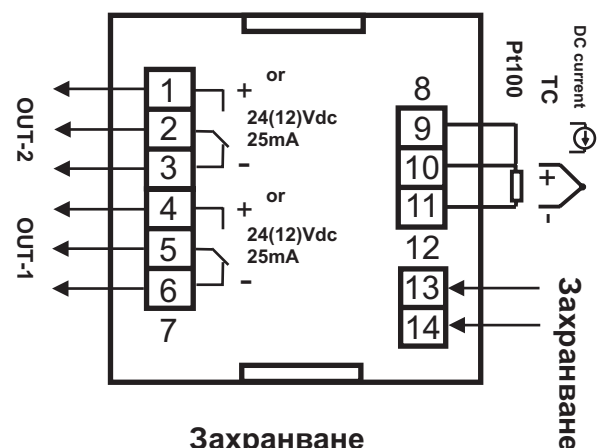 OUT-2
OUT-1
1
2
3
4
5
6
7
+ or
24(12)Vdc
25mA
-
+ or
24(12)Vdc
25mA
-
8
9
10
11
12
13
14
Pt100
TC
DC current
+
-
Захранване
Захранване